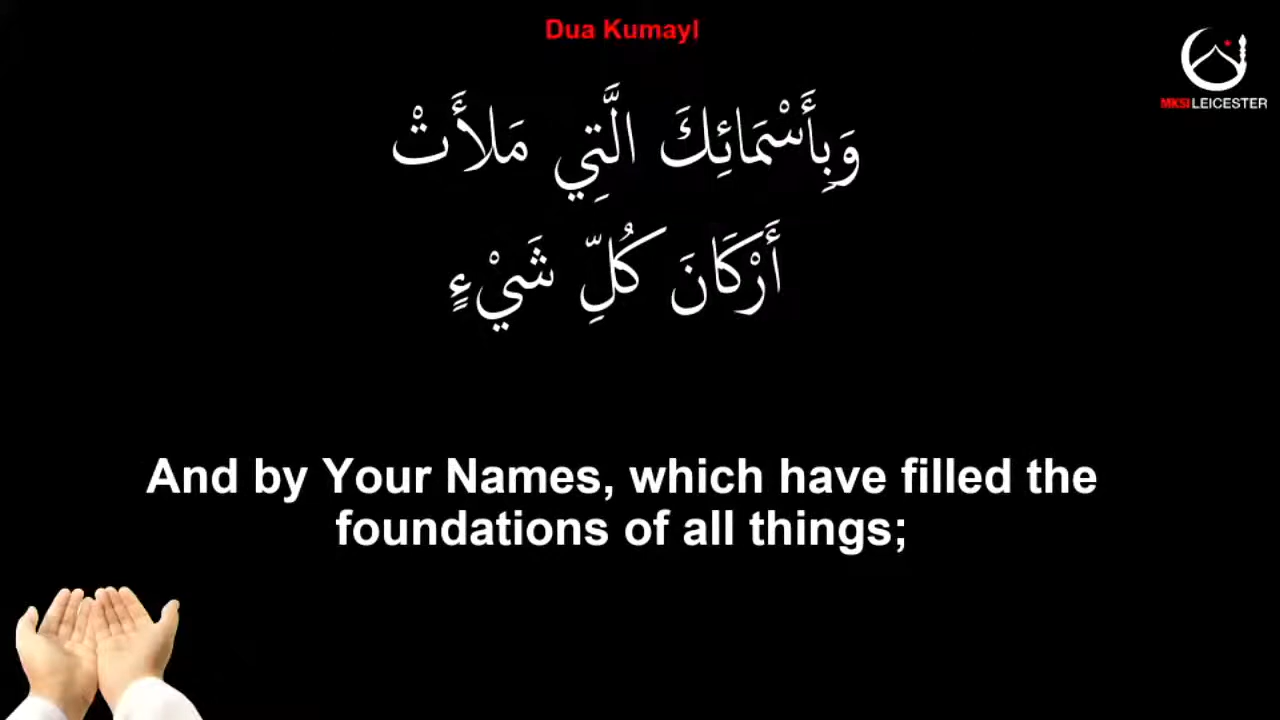 Dua Kumayl
MKSI LEICESTER
وَبِأَسْمَائِكَ الَّتِي مَلأَتْ
أَرْكَانَ كُلِّ شَيْءٍ
And by Your Names, which have filled the
foundations of all things;